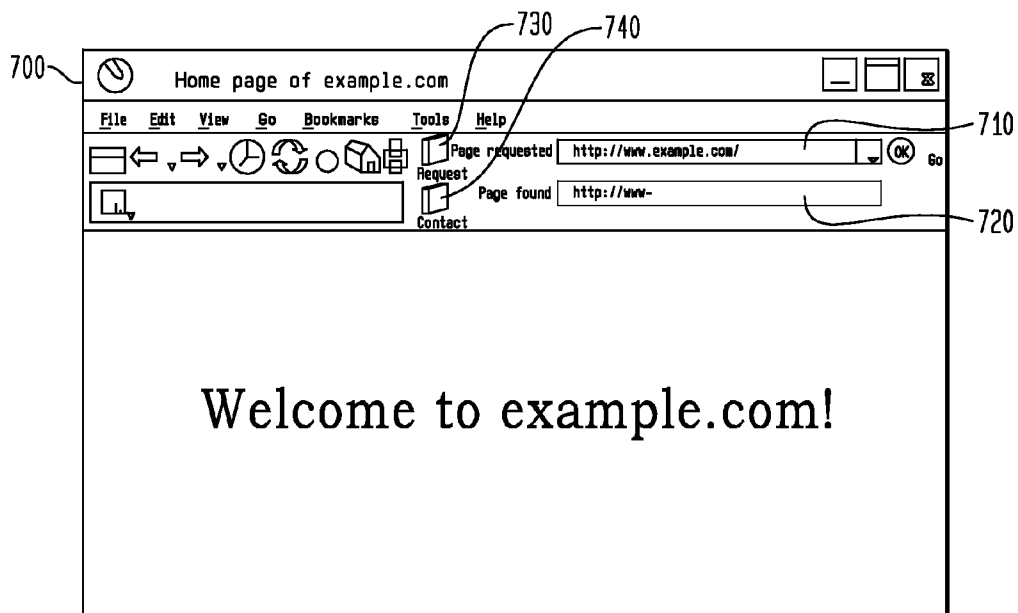 730
740
700
Home page of example.com
File Edit View Go Bookmarks Tools Help
710
Page requested http://www.example.com/ OK Go
Request
Page found http://www-
720
Contact
Welcome to example.com!